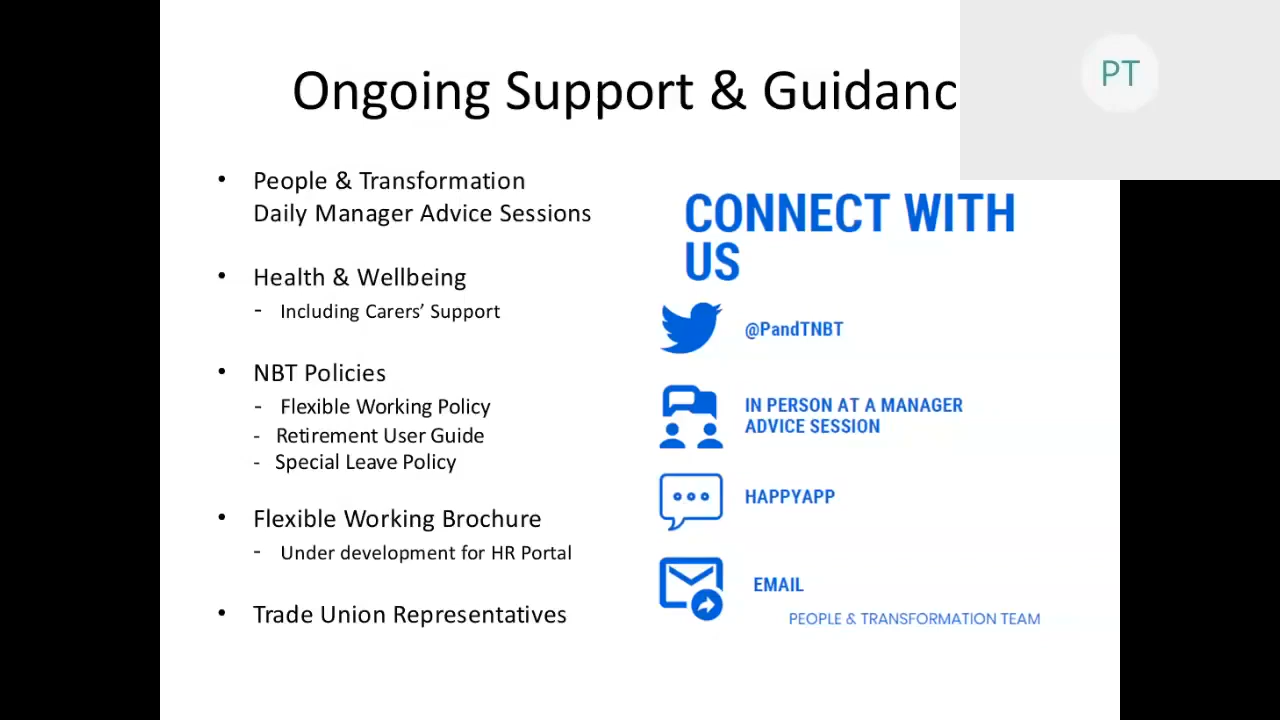 Ongoing Support & Guidanc
PT
• People & Transformation
Daily Manager Advice Sessions
• Health & Wellbeing
- Including Carers’ Support
• NBT Policies
- Flexible Working Policy
- Retirement User Guide
- Special Leave Policy
• Flexible Working Brochure
- Under development for HR Portal
• Trade Union Representatives
CONNECT WITH
US
@PandTNBT
IN PERSON AT A MANAGER
ADVICE SESSION
HAPPYAPP
EMAIL
PEOPLE & TRANSFORMATION TEAM